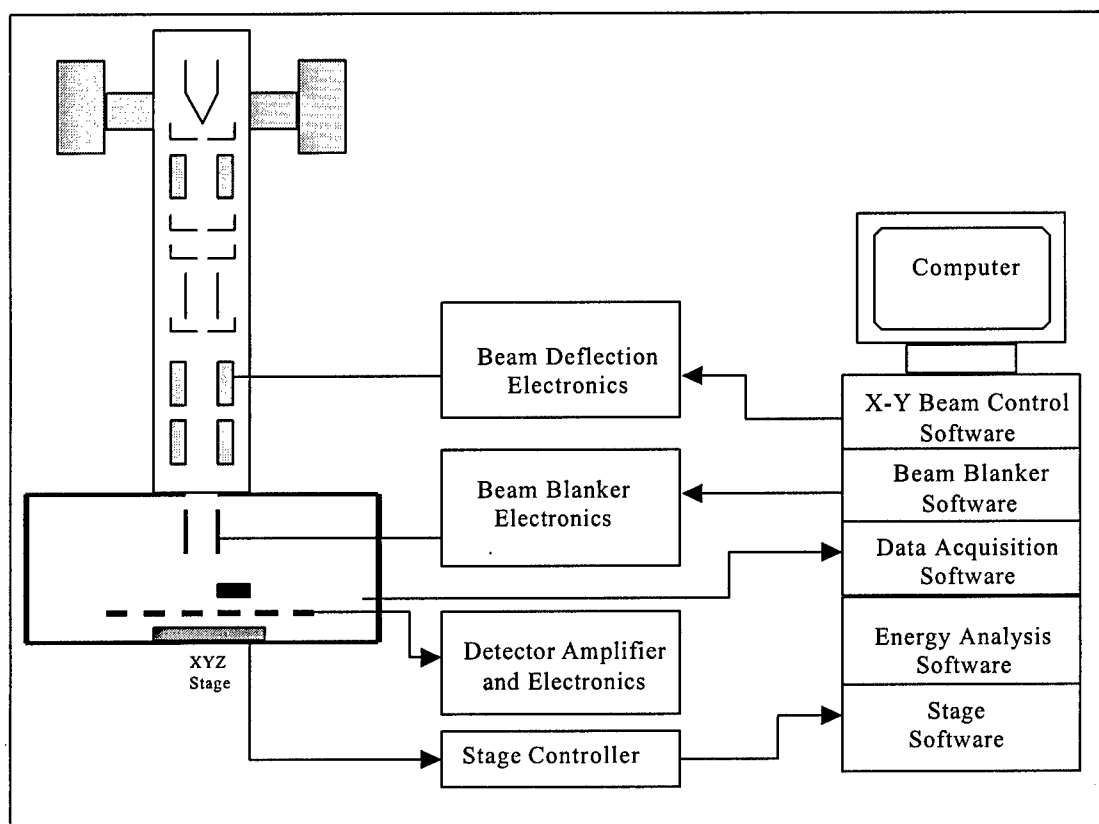 Computer
Beam Deflection
Electronics
X-Y Beam Control
Software
Beam Blanker
Electronics
Beam Blanker
Software
Data Acquisition
Software
Detector Amplifier
and Electronics
Energy Analysis
Software
XYZ
Stage
Stage Controller
Stage
Software